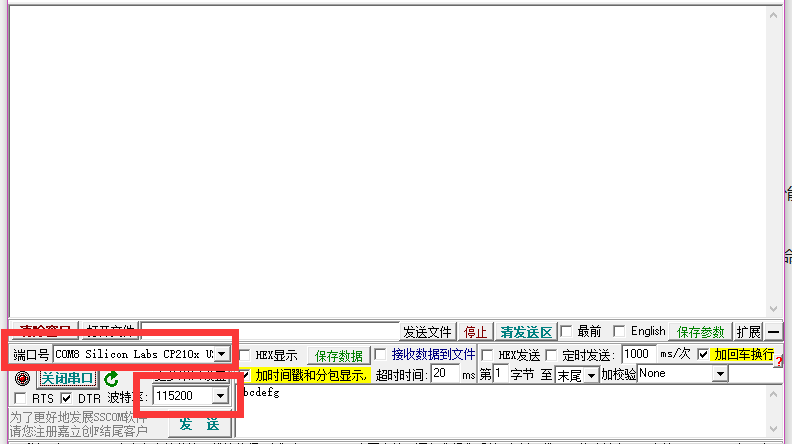 清除窗口 打开文件 发送文件 停止 清发送区 最前 English 保存参数 扩展 —
端口号 COM8 Silicon Labs CP210x U HEX显示 保存数据 接收数据到文件 HEX发送 定时发送: 1000 ms/次 加回车换行 ?
关闭串口 加时间戳和分包显示, 超时时间: 20 ms 第 1 字节 至 末尾 加校验 None
RTS DTR 波特率: 115200 bcdefg
为了更好地发展SSCOM软件
请您注册嘉立创F结尾客户 发 送